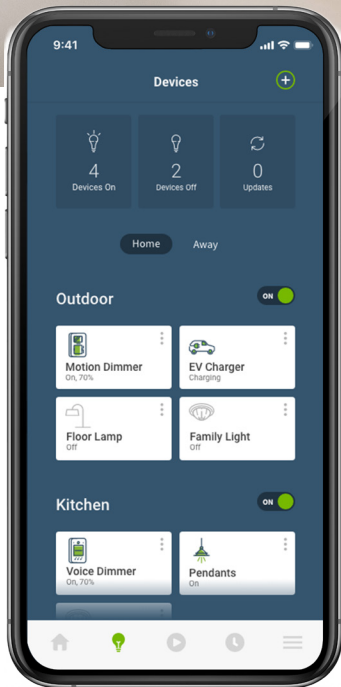 9:41
Devices
4
Devices On
2
Devices Off
0
Updates
Home
Away
Outdoor
ON
Motion Dimmer
On, 70%
EV Charger
Charging
Floor Lamp
Off
Family Light
Off
Kitchen
ON
Voice Dimmer
On, 70%
Pendants
On